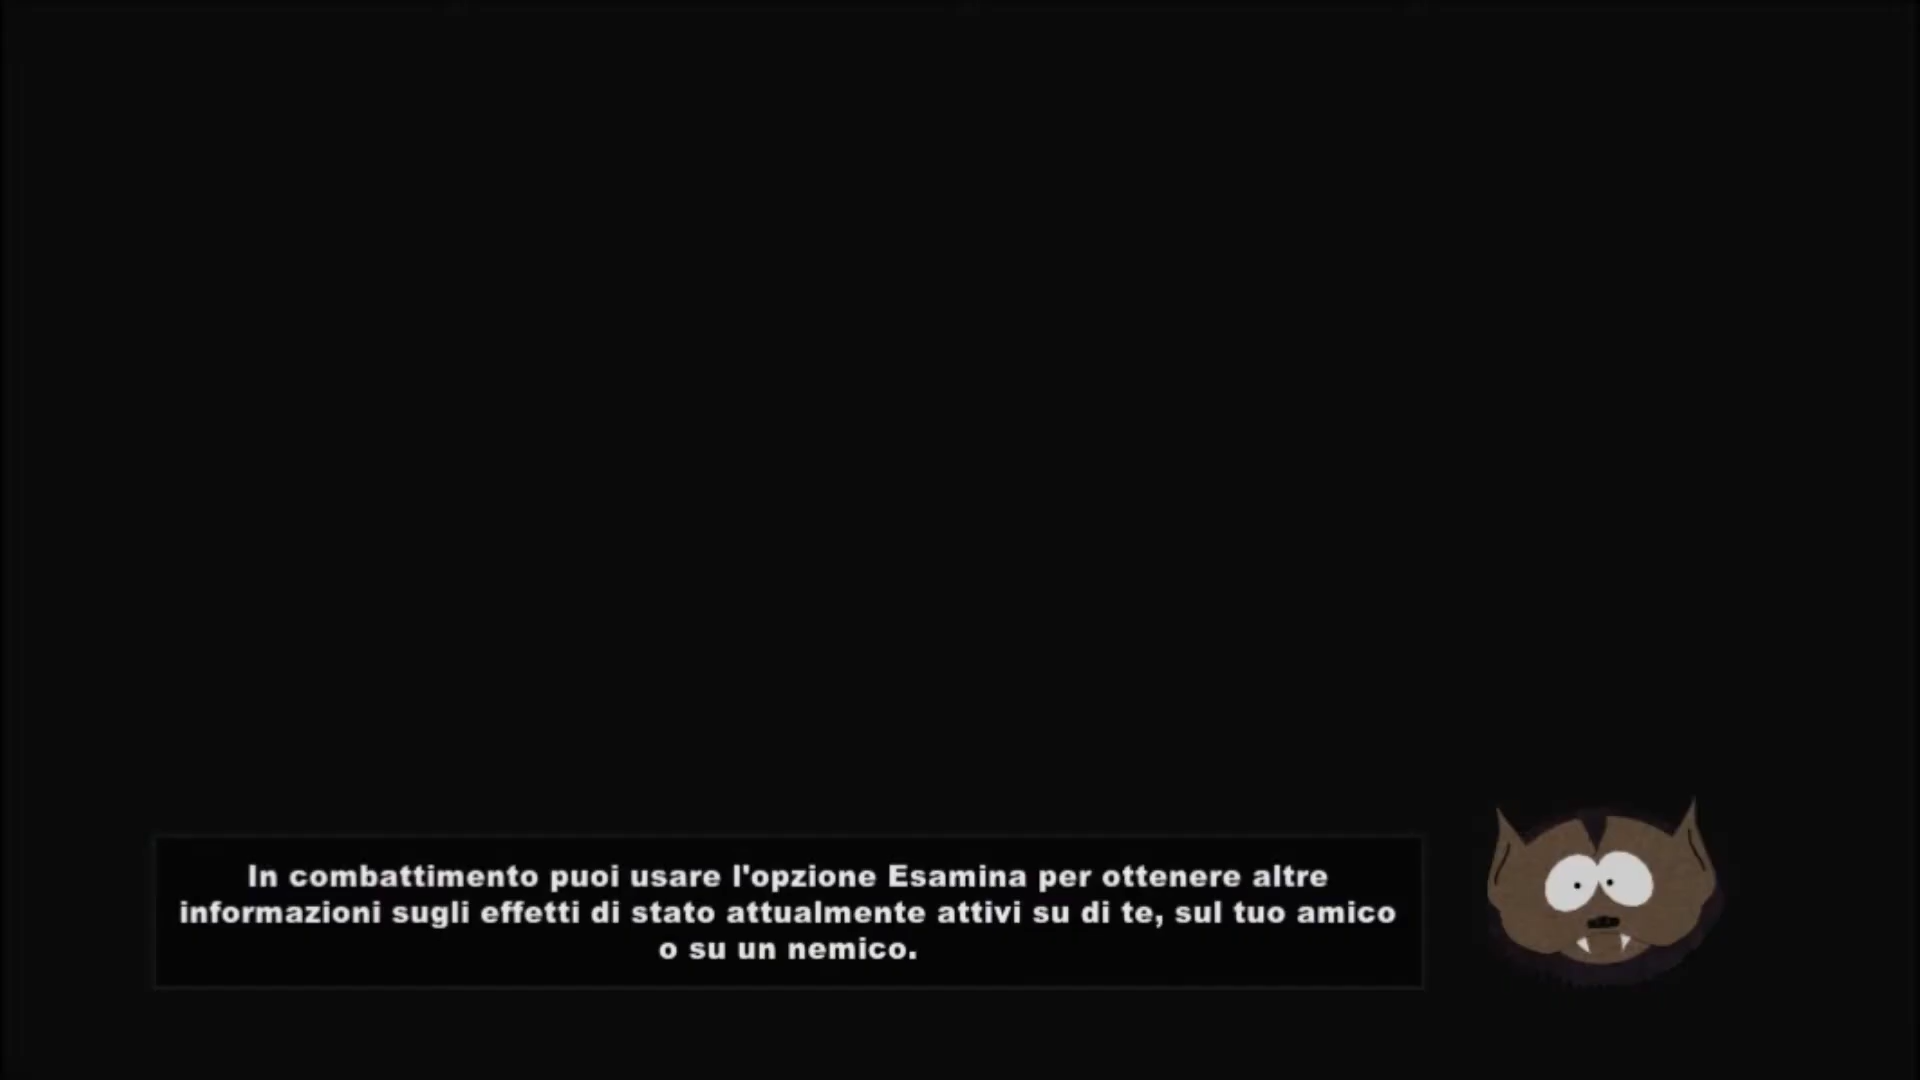 In combattimento puoi usare l'opzione Esamina per ottenere altre
informazioni sugli effetti di stato attualmente attivi su di te, sul tuo amico
o su un nemico.